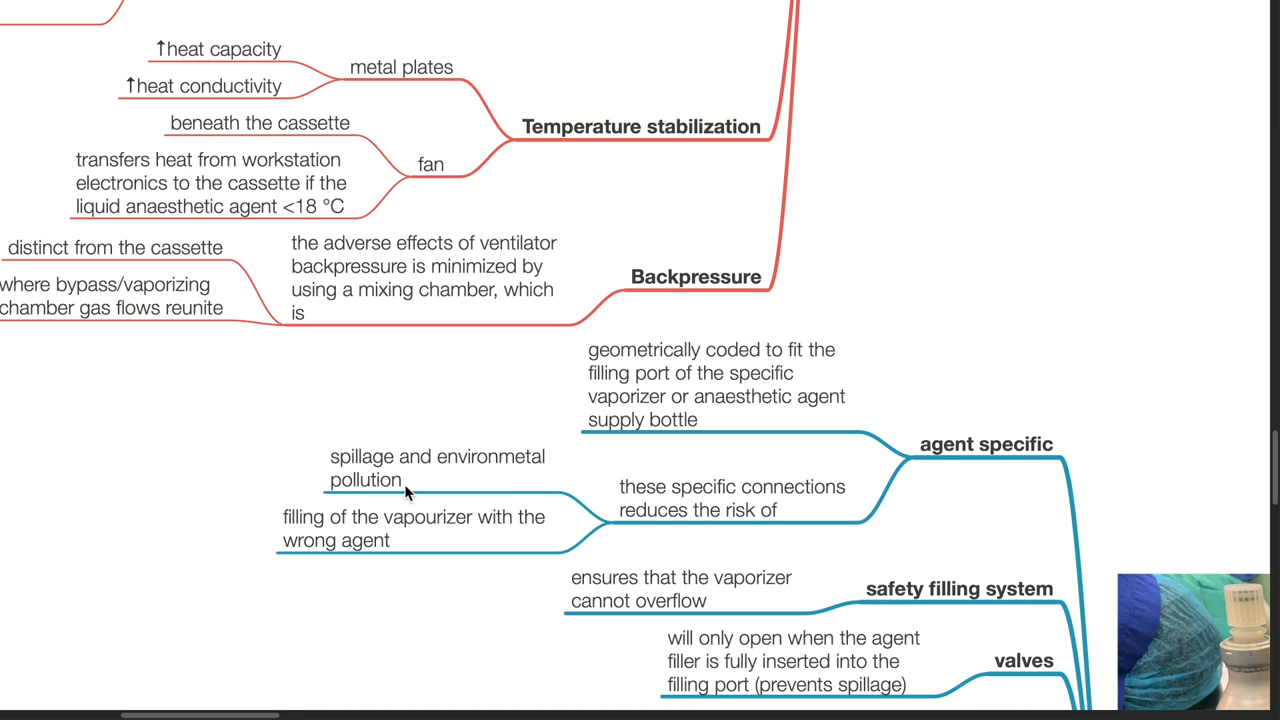 ↑heat capacity
metal plates
↑heat conductivity
Temperature stabilization
beneath the cassette
fan
transfers heat from workstation
electronics to the cassette if the
liquid anaesthetic agent <18 °C
distinct from the cassette
where bypass/vaporizing
chamber gas flows reunite
the adverse effects of ventilator
backpressure is minimized by
using a mixing chamber, which
is
Backpressure
geometrically coded to fit the
filling port of the specific
vaporizer or anaesthetic agent
supply bottle
agent specific
spillage and environmetal
pollution
these specific connections
reduces the risk of
filling of the vapourizer with the
wrong agent
ensures that the vaporizer
cannot overflow
safety filling system
will only open when the agent
filler is fully inserted into the
filling port (prevents spillage)
valves